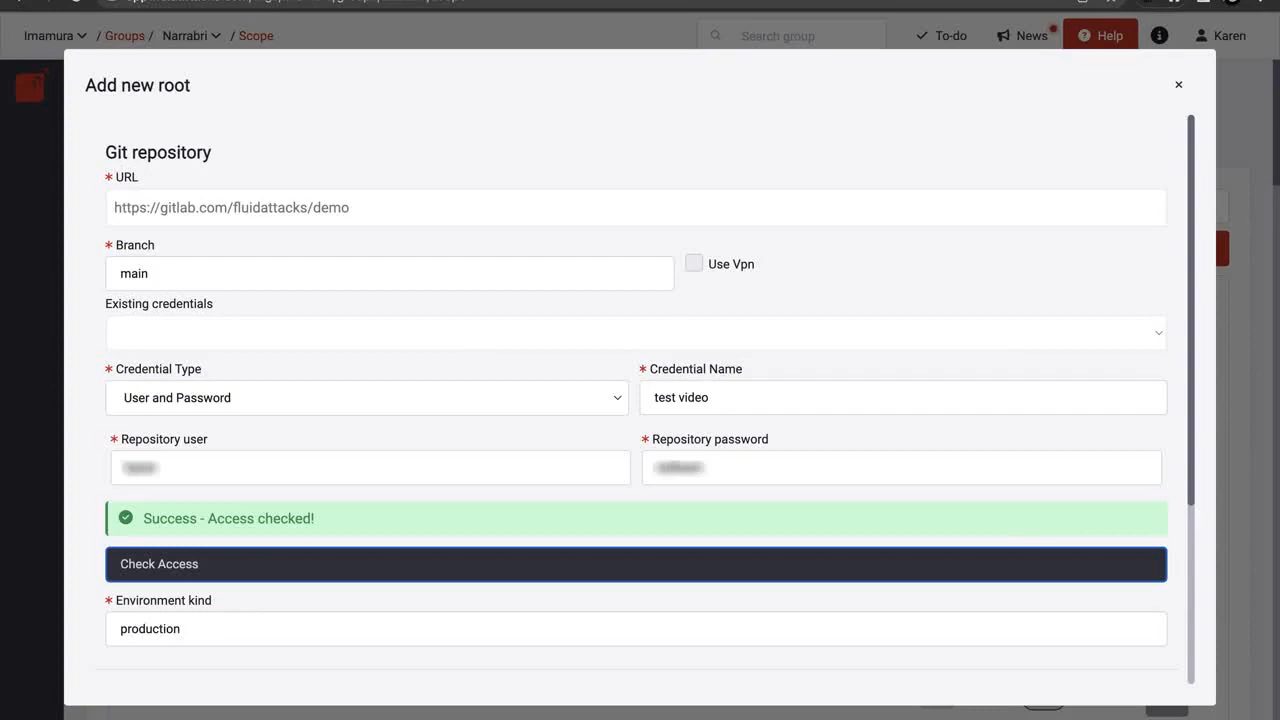 Imamura / Groups / Narrabri / Scope Search group To-do News Help Karen
Add new root
×
Git repository
* URL
https://gitlab.com/fluidattacks/demo
* Branch
main
Use Vpn
Existing credentials
* Credential Type
* Credential Name
User and Password
test video
* Repository user
* Repository password
Success - Access checked!
Check Access
* Environment kind
production